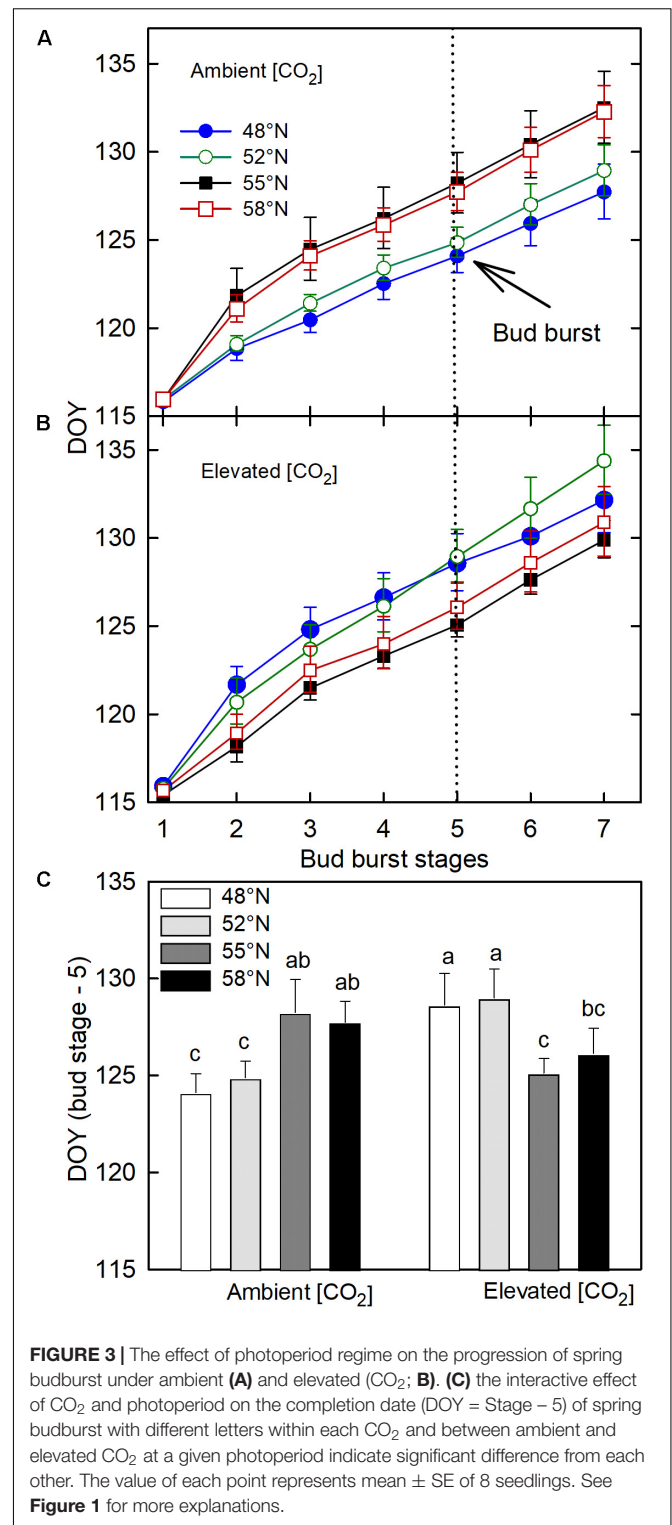 A
135
Ambient [CO2]
48°N
52°N
55°N
58°N
130
125
120
Bud burst
115
DOY
B
135
Elevated [CO2]
130
125
120
115
1 2 3 4 5 6 7
Bud burst stages
C
135
48°N
52°N
55°N
58°N
130
125
120
115
DOY (bud stage - 5)
c c ab ab a a c bc
Ambient [CO2] Elevated [CO2]
FIGURE 3 | The effect of photoperiod regime on the progression of spring
budburst under ambient (A) and elevated (CO2; B). (C) the interactive effect
of CO2 and photoperiod on the completion date (DOY = Stage – 5) of spring
budburst with different letters within each CO2 and between ambient and
elevated CO2 at a given photoperiod indicate significant difference from each
other. The value of each point represents mean ± SE of 8 seedlings. See
Figure 1 for more explanations.